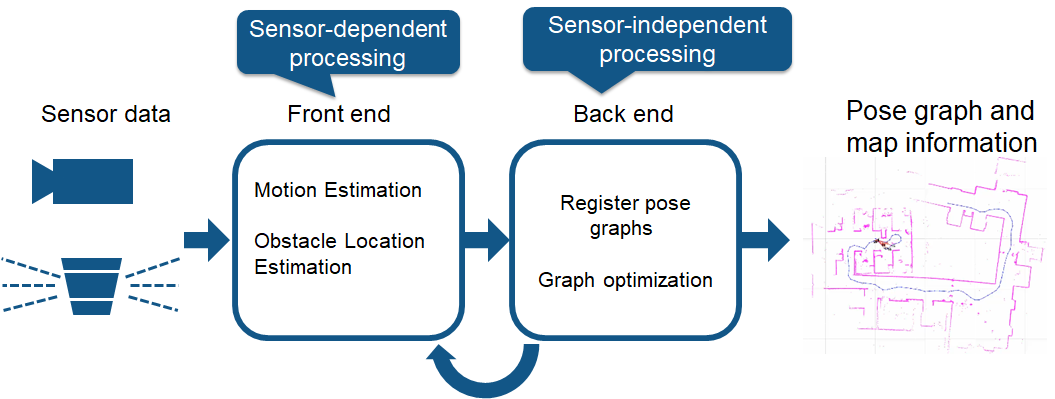 Sensor-dependent
processing
Sensor-independent
processing
Sensor data
Front end
Back end
Pose graph and
map information
Motion Estimation
Obstacle Location
Estimation
Register pose
graphs
Graph optimization